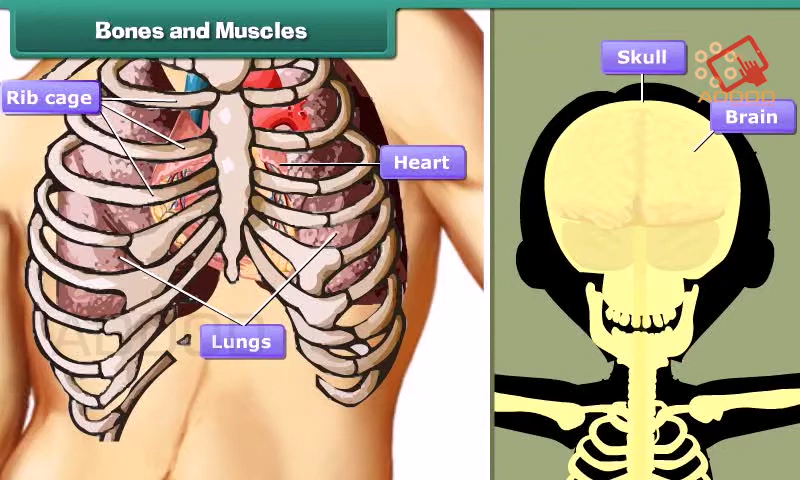 Bones and Muscles
Skull
Rib cage
Brain
Heart
Lungs